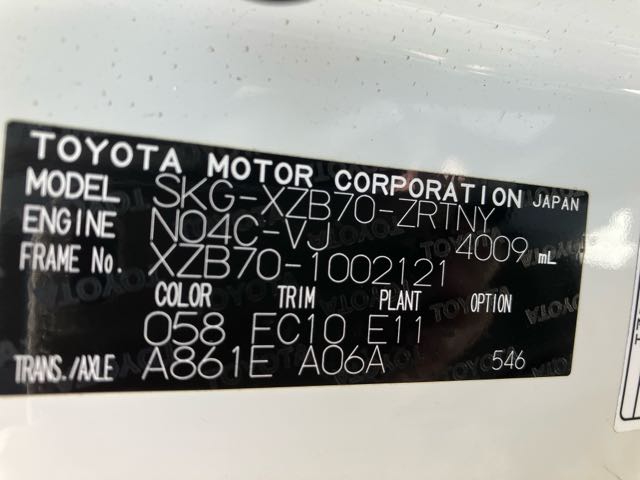 TOYOTA MOTOR CORPORATION JAPAN
MODEL SKG-XZB70-ZRTNY
ENGINE N04C-VJ 4009 mL
FRAME No. XZB70-1002121
COLOR TRIM PLANT OPTION
058 FC10 E11
TRANS./AXLE A861E A06A 546